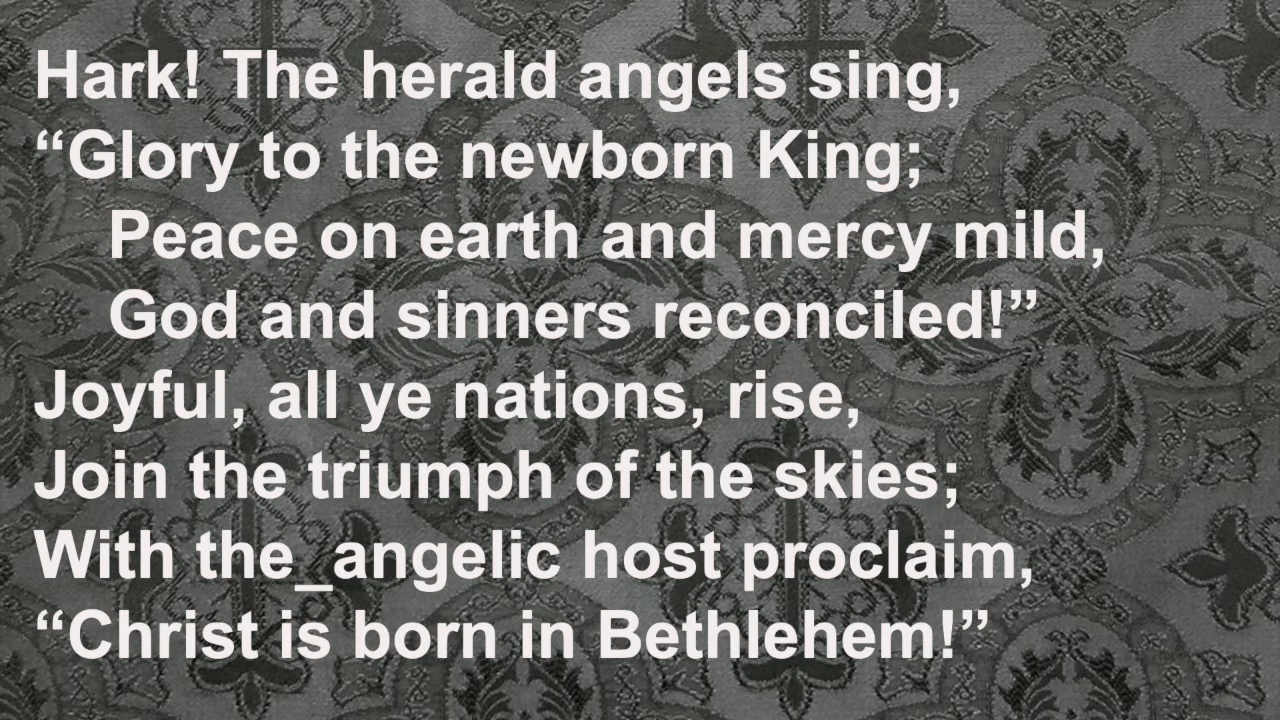 Hark! The herald angels sing,
“Glory to the newborn King;
Peace on earth and mercy mild,
God and sinners reconciled!”
Joyful, all ye nations, rise,
Join the triumph of the skies;
With the_angelic host proclaim,
“Christ is born in Bethlehem!”